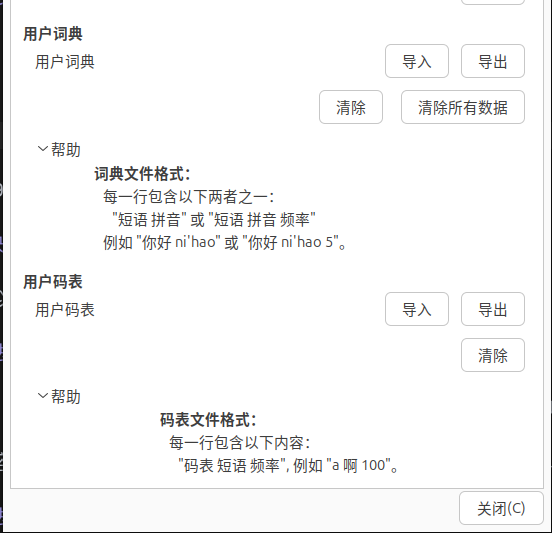 用户词典
用户词典 导入 导出
清除 清除所有数据
帮助
词典文件格式：
每一行包含以下两者之一：
"短语 拼音" 或 "短语 拼音 频率"
例如 "你好 ni'hao" 或 "你好 ni'hao 5"。
用户码表
用户码表 导入 导出
清除
帮助
码表文件格式：
每一行包含以下内容：
"码表 短语 频率", 例如 "a 啊 100"。
关闭(C)